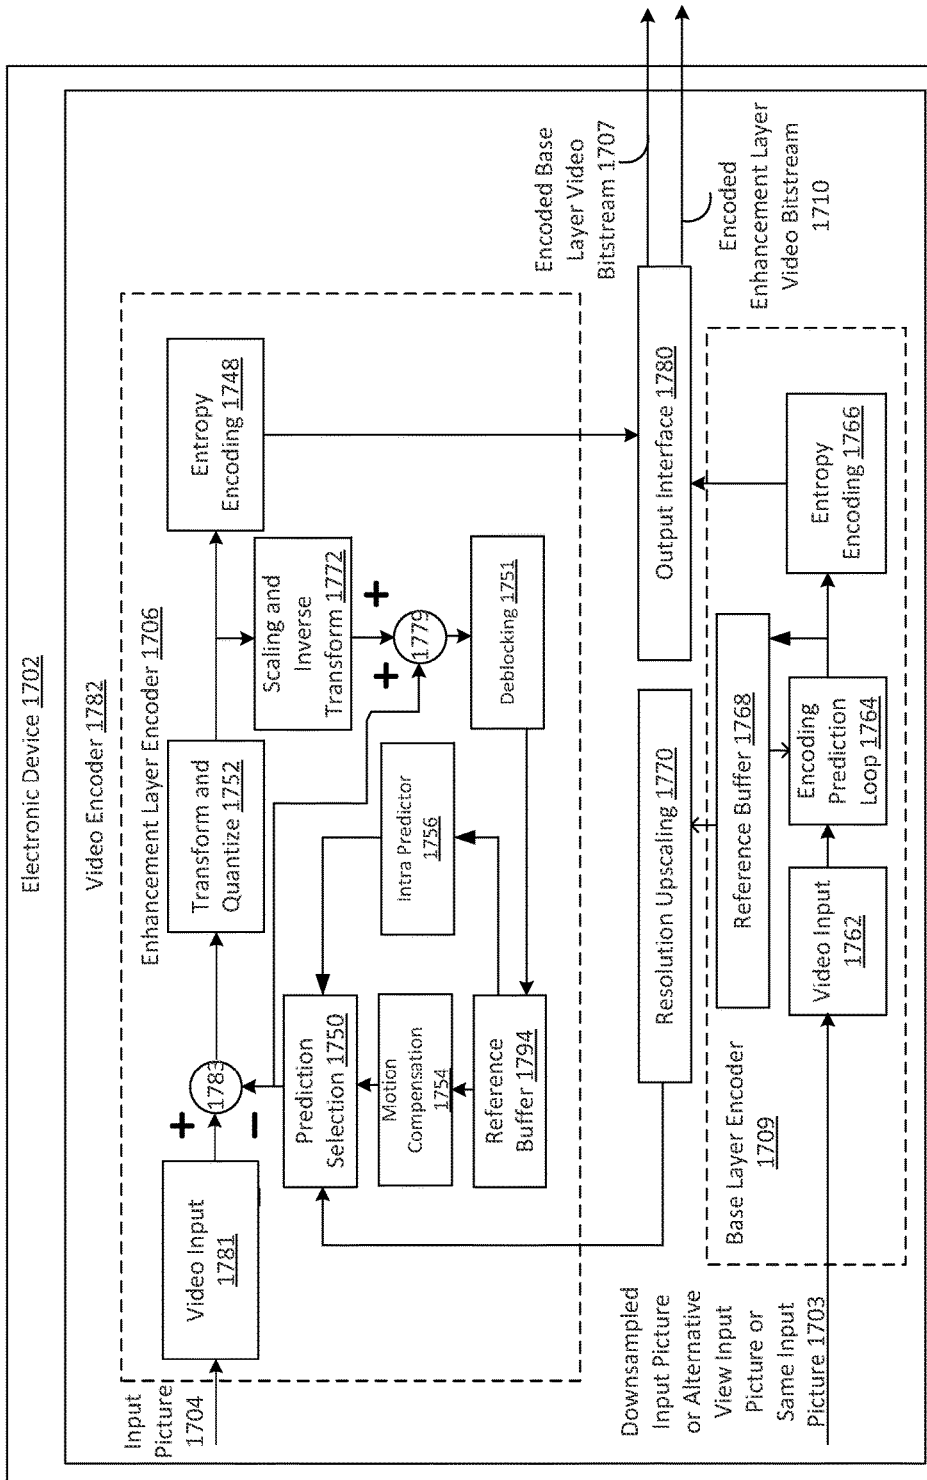 Electronic Device 1702
Video Encoder 1782
Enhancement Layer Encoder 1706
Input
Picture
1704
Video Input
1781
+
−
1783
Transform and
Quantize 1752
Entropy
Encoding 1748
Scaling and
Inverse
Transform 1772
+
+
1779
Prediction
Selection 1750
Motion
Compensation
1754
Intra Predictor
1756
Deblocking 1751
Reference
Buffer 1794
Resolution Upscaling 1770
Output Interface 1780
Encoded Base
Layer Video
Bitstream 1707
Encoded
Enhancement Layer
Video Bitstream
1710
Downsampled
Input Picture
or Alternative
View Input
Picture or
Same Input
Picture 1703
Base Layer Encoder
1709
Reference Buffer 1768
Video Input
1762
Encoding
Prediction
Loop 1764
Entropy
Encoding 1766